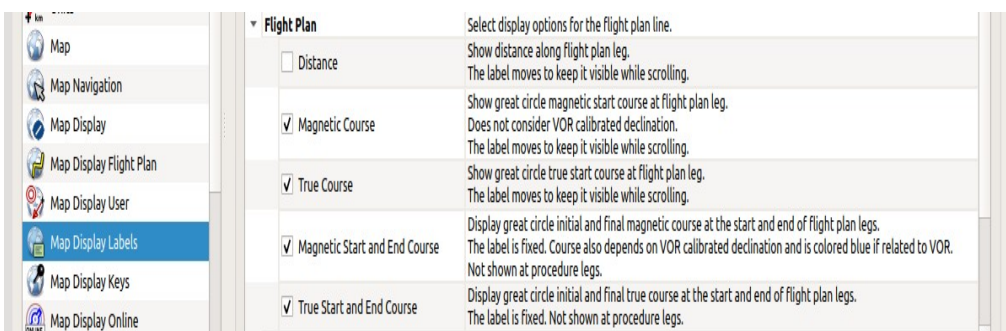 km
Map
Map Navigation
Map Display
Map Display Flight Plan
Map Display User
Map Display Labels
Map Display Keys
Map Display Online
Flight Plan
Select display options for the flight plan line.
Distance
Show distance along flight plan leg.
The label moves to keep it visible while scrolling.
Magnetic Course
Show great circle magnetic start course at flight plan leg.
Does not consider VOR calibrated declination.
The label moves to keep it visible while scrolling.
True Course
Show great circle true start course at flight plan leg.
The label moves to keep it visible while scrolling.
Magnetic Start and End Course
Display great circle initial and final magnetic course at the start and end of flight plan legs.
The label is fixed. Course also depends on VOR calibrated declination and is colored blue if related to VOR.
Not shown at procedure legs.
True Start and End Course
Display great circle initial and final true course at the start and end of flight plan legs.
The label is fixed. Not shown at procedure legs.